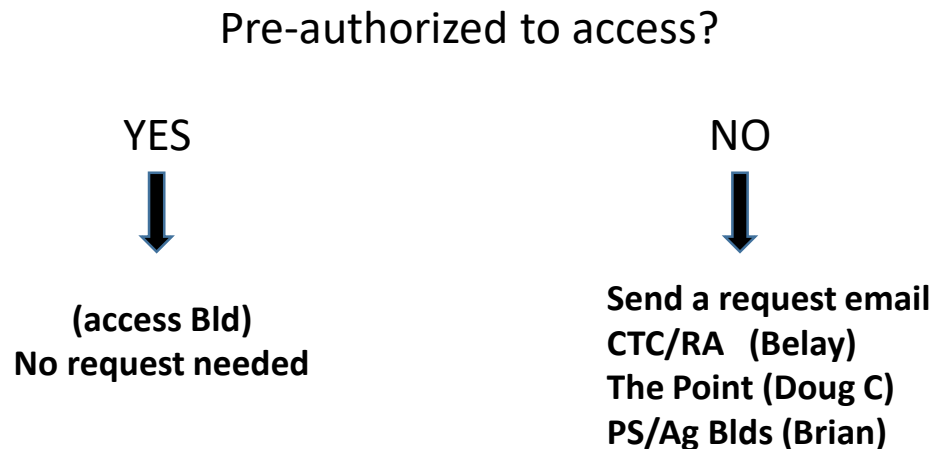 Pre-authorized to access?
YES
(access Bld)
No request needed
NO
Send a request email
CTC/RA (Belay)
The Point (Doug C)
PS/Ag Blds (Brian)